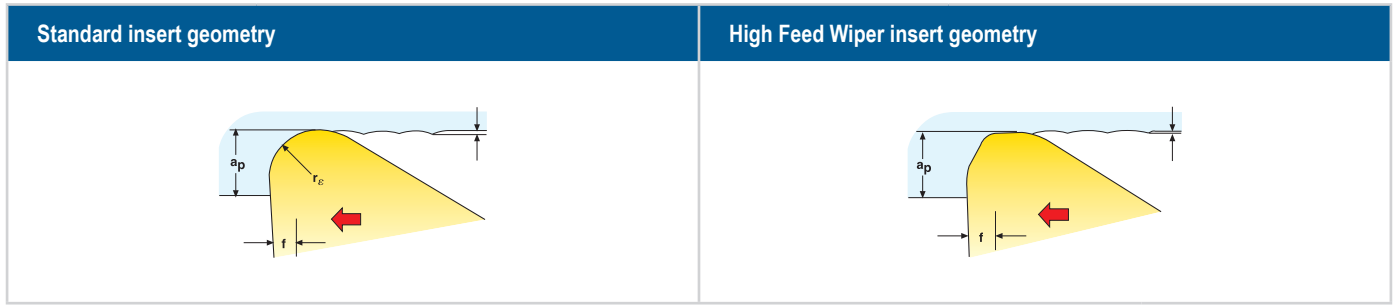 Standard insert geometry
High Feed Wiper insert geometry
ap
rε
f
ap
f